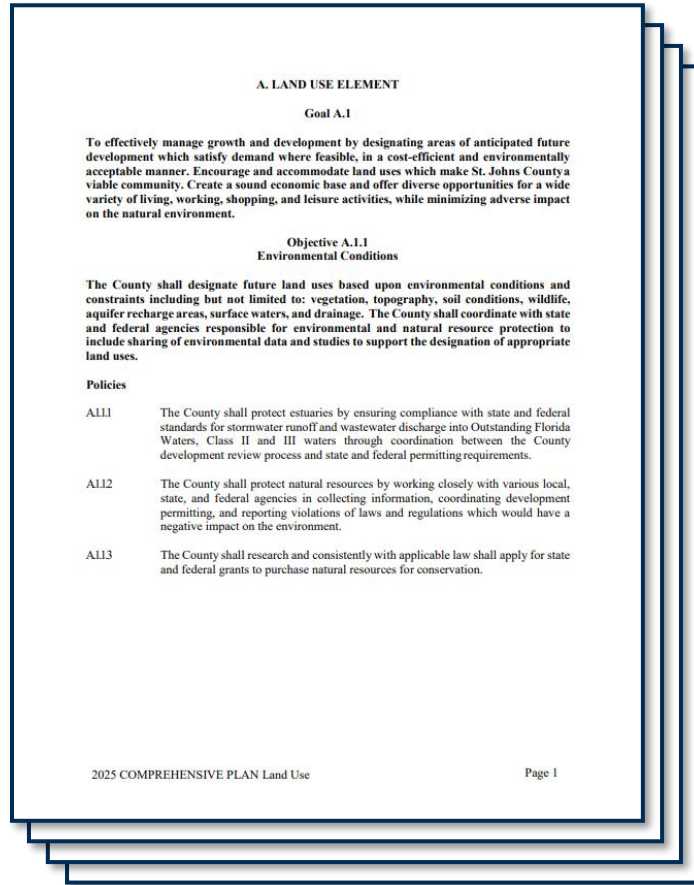 A. LAND USE ELEMENT
Goal A.1
To effectively manage growth and development by designating areas of anticipated future
development which satisfy demand where feasible, in a cost-efficient and environmentally
acceptable manner. Encourage and accommodate land uses which make St. Johns County a
viable community. Create a sound economic base and offer diverse opportunities for a wide
variety of living, working, shopping, and leisure activities, while minimizing adverse impact
on the natural environment.
Objective A.1.1
Environmental Conditions
The County shall designate future land uses based upon environmental conditions and
constraints including but not limited to: vegetation, topography, soil conditions, wildlife,
aquifer recharge areas, surface waters, and drainage. The County shall coordinate with state
and federal agencies responsible for environmental and natural resource protection to
include sharing of environmental data and studies to support the designation of appropriate
land uses.
Policies
A.1.1.1 The County shall protect estuaries by ensuring compliance with state and federal
standards for stormwater runoff and wastewater discharge into Outstanding Florida
Waters, Class II and III waters through coordination between the County
development review process and state and federal permitting requirements.
A.1.1.2 The County shall protect natural resources by working closely with various local,
state, and federal agencies in collecting information, coordinating development
permitting, and reporting violations of laws and regulations which would have a
negative impact on the environment.
A.1.1.3 The County shall research and consistently with applicable law shall apply for state
and federal grants to purchase natural resources for conservation.
2025 COMPREHENSIVE PLAN Land Use Page 1